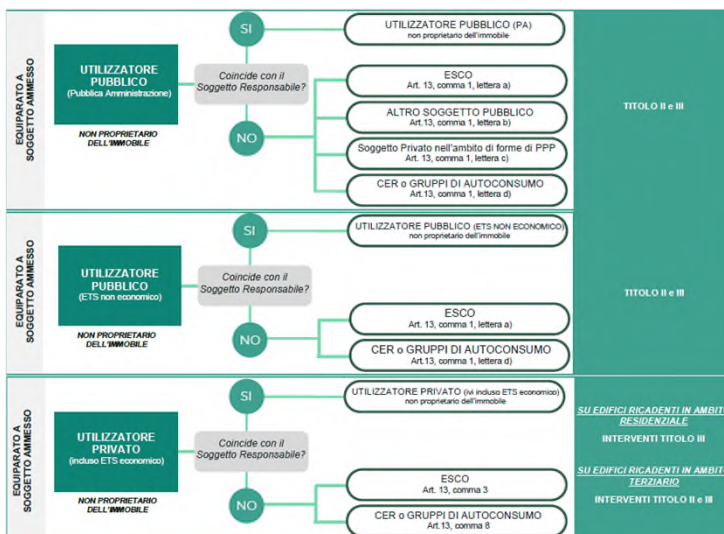 EQUIPARATO A
SOGGETTO AMMESSO
UTILIZZATORE
PUBBLICO
(Pubblica Amministrazione)
NON PROPRIETARIO
DELL'IMMOBILE
Coincide con il
Soggetto Responsabile?
SI
NO
UTILIZZATORE PUBBLICO (PA)
non proprietario dell'immobile
ESCO
Art. 13, comma 1, lettera a)
ALTRO SOGGETTO PUBBLICO
Art.13, comma 1, lettera b)
Soggetto Privato nell'ambito di forme di PPP
Art. 13, comma 1, lettera c)
CER o GRUPPI DI AUTOCONSUMO
Art.13, comma 1, lettera d)
TITOLO II e III
EQUIPARATO A
SOGGETTO AMMESSO
UTILIZZATORE
PUBBLICO
(ETS non economico)
NON PROPRIETARIO
DELL'IMMOBILE
Coincide con il
Soggetto Responsabile?
SI
NO
UTILIZZATORE PUBBLICO (ETS NON ECONOMICO)
non proprietario dell'immobile
ESCO
Art. 13, comma 1, lettera a)
CER o GRUPPI DI AUTOCONSUMO
Art.13, comma 1, lettera d)
TITOLO II e III
EQUIPARATO A
SOGGETTO AMMESSO
UTILIZZATORE
PRIVATO
(incluso ETS economico)
NON PROPRIETARIO
DELL'IMMOBILE
Coincide con il
Soggetto Responsabile?
SI
NO
UTILIZZATORE PRIVATO (ivi incluso ETS economico)
non proprietario dell'immobile
ESCO
Art. 13, comma 3
CER o GRUPPI DI AUTOCONSUMO
Art.13, comma 8
SU EDIFICI RICADENTI IN AMBITO
RESIDENZIALE
INTERVENTI TITOLO III
SU EDIFICI RICADENTI IN AMBITO
TERZIARIO
INTERVENTI TITOLO II e III